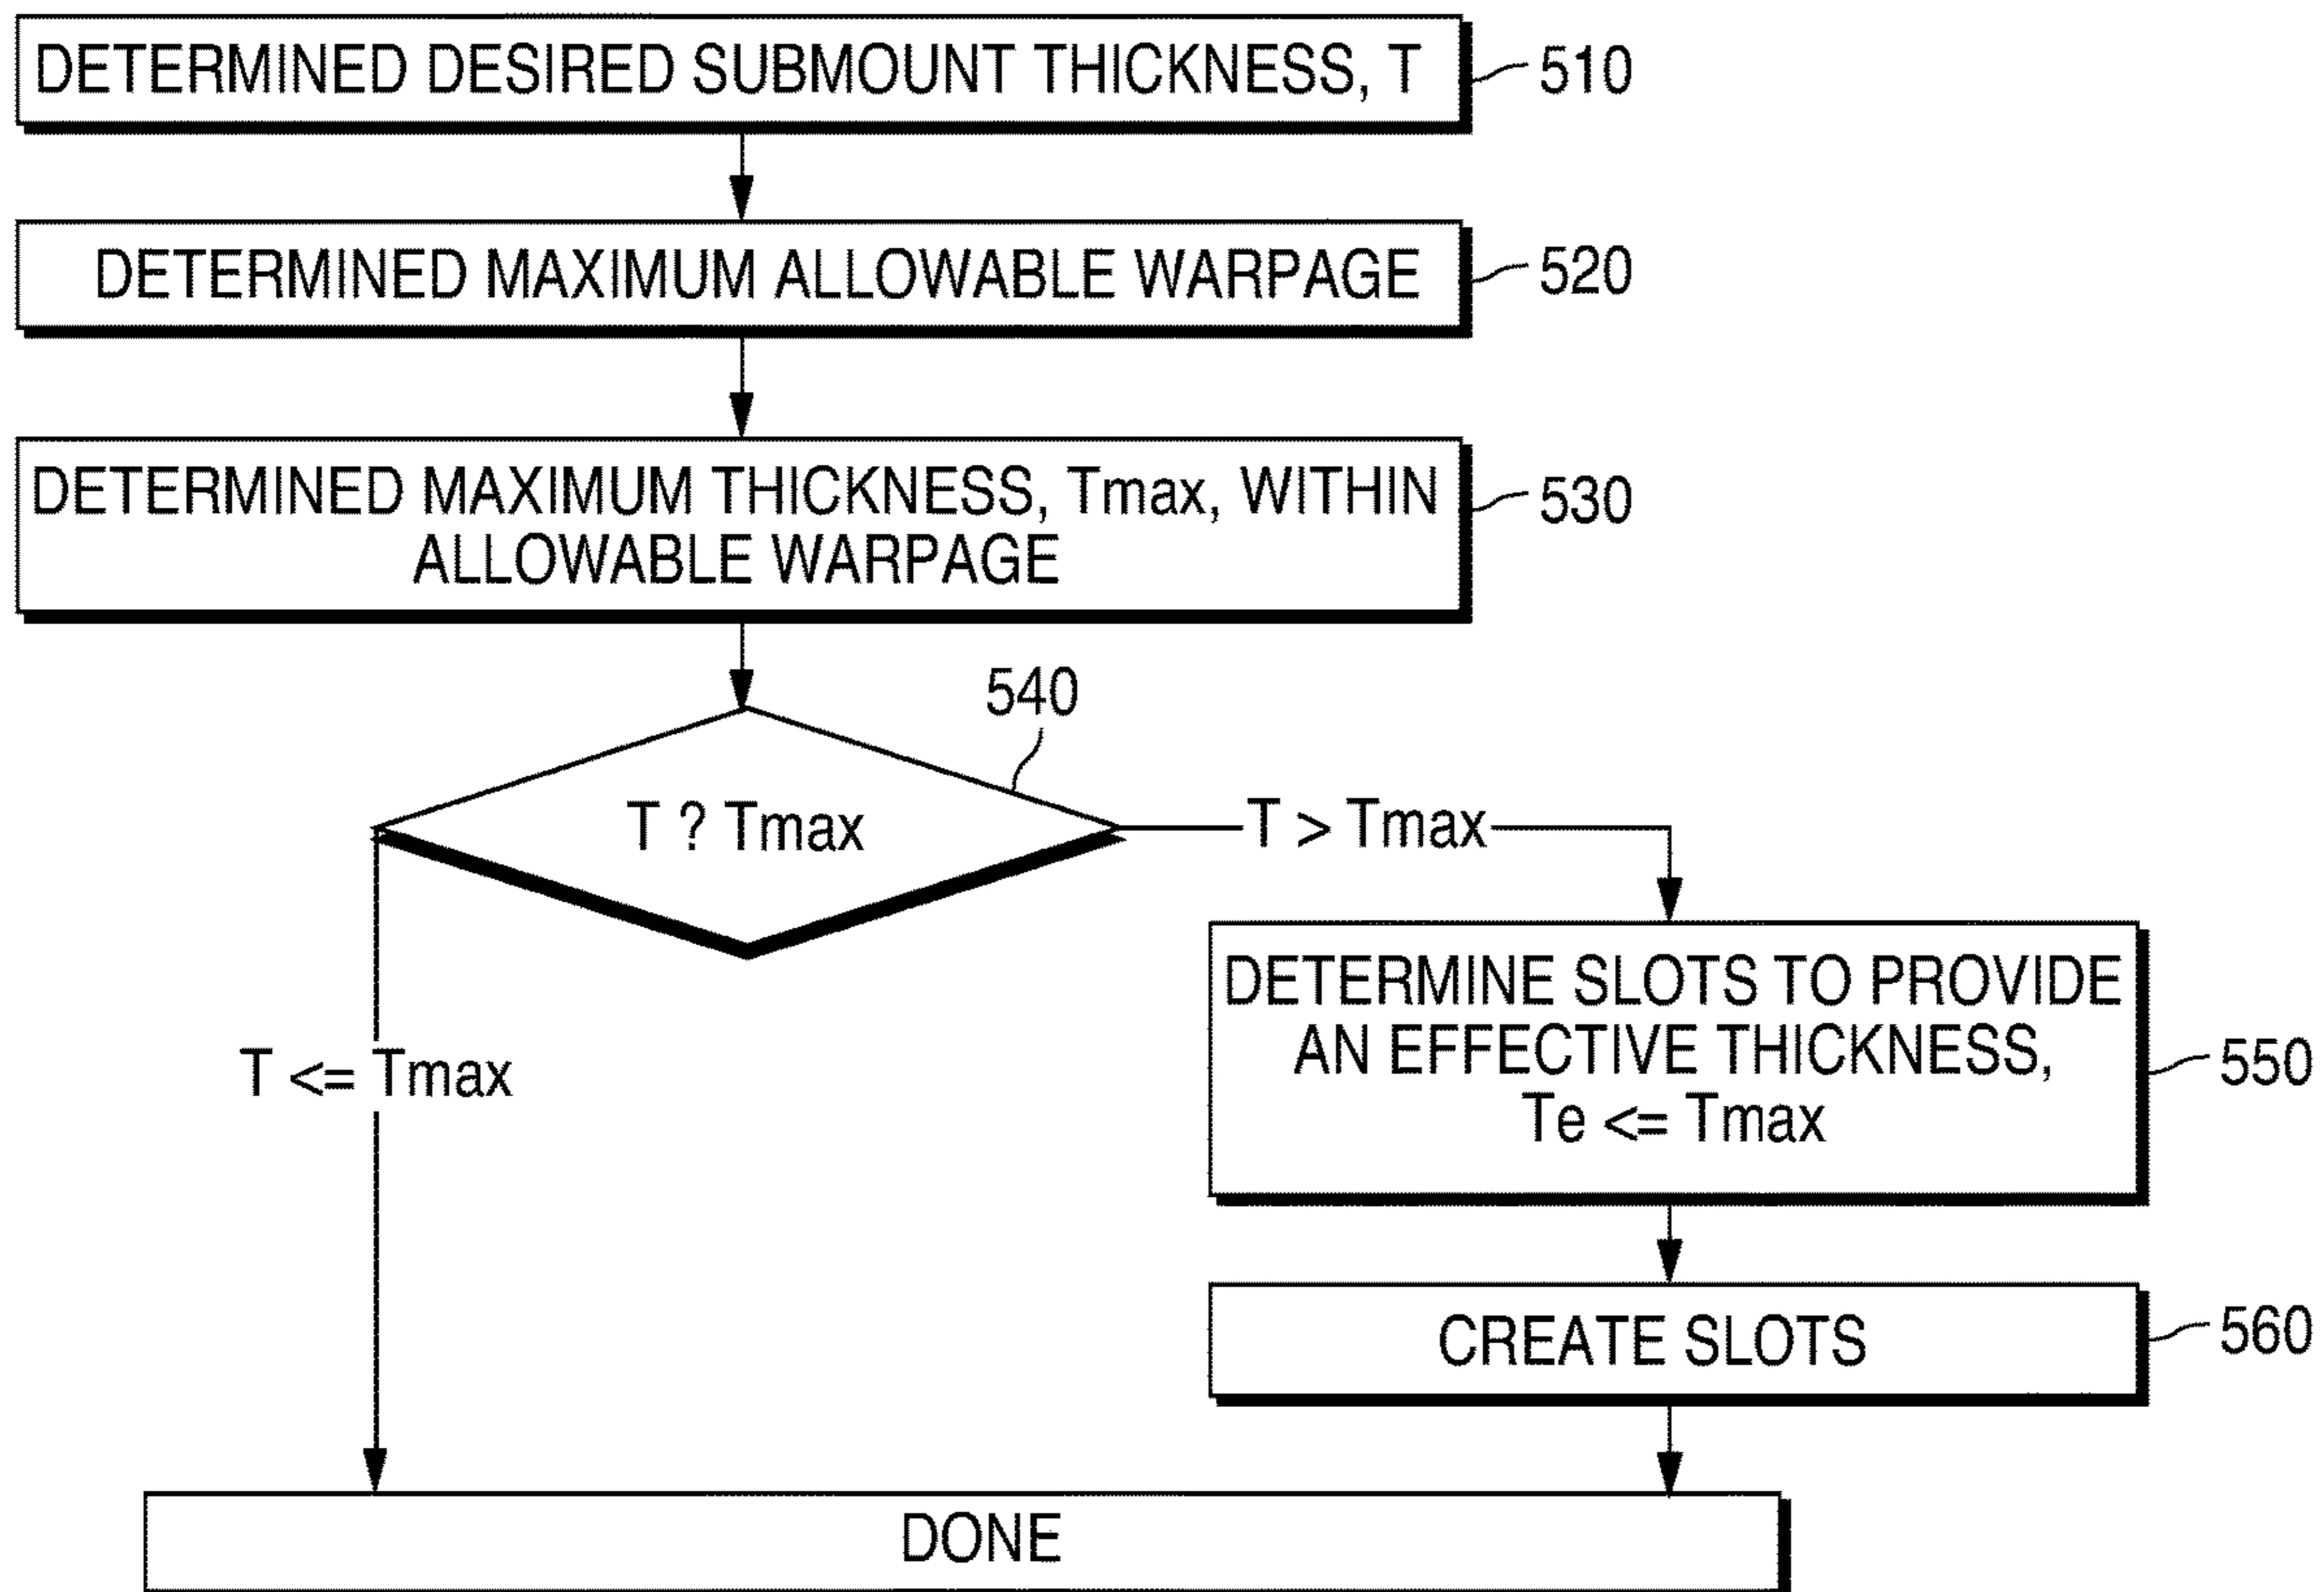 DETERMINED DESIRED SUBMOUNT THICKNESS, T
510
DETERMINED MAXIMUM ALLOWABLE WARPAGE
520
DETERMINED MAXIMUM THICKNESS, Tmax, WITHIN
ALLOWABLE WARPAGE
530
540
T ? Tmax
T > Tmax
T <= Tmax
DETERMINE SLOTS TO PROVIDE
AN EFFECTIVE THICKNESS,
Te <= Tmax
550
CREATE SLOTS
560
DONE